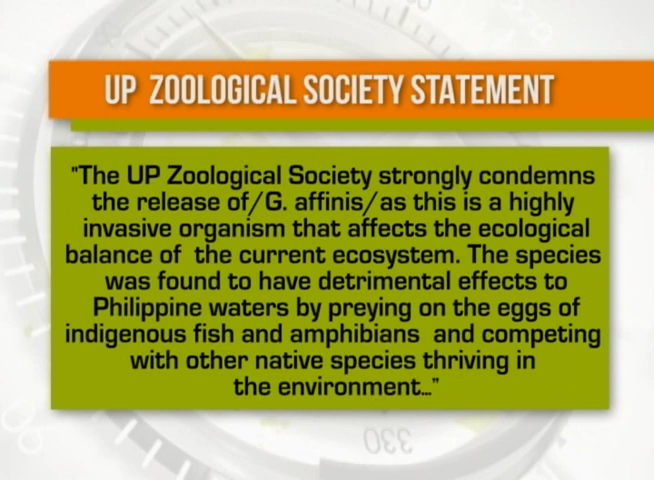 UP ZOOLOGICAL SOCIETY STATEMENT
"The UP Zoological Society strongly condemns
the release of/G. affinis/as this is a highly
invasive organism that affects the ecological
balance of the current ecosystem. The species
was found to have detrimental effects to
Philippine waters by preying on the eggs of
indigenous fish and amphibians and competing
with other native species thriving in
the environment..."